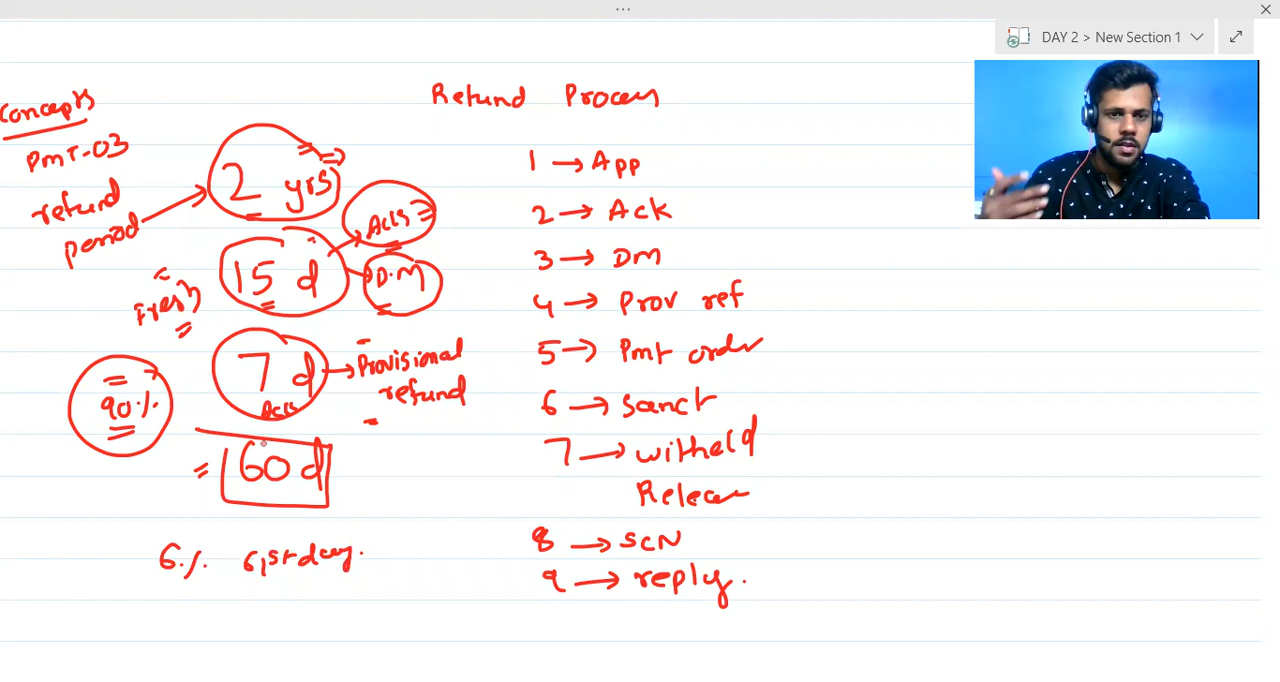 DAY 2 > New Section 1
Concepts
PMT-03
refund
period
2 yrs
15 d
Ack
D.M
Fresh
7 d
Ack
Provisional
refund
90%
= 60 d
6% 61st day.
Refund Process
1 → App
2 → Ack
3 → DM
4 → Prov ref
5 → Pmt order
6 → Sanct
7 → witheld
Release
8 → SCN
9 → reply.